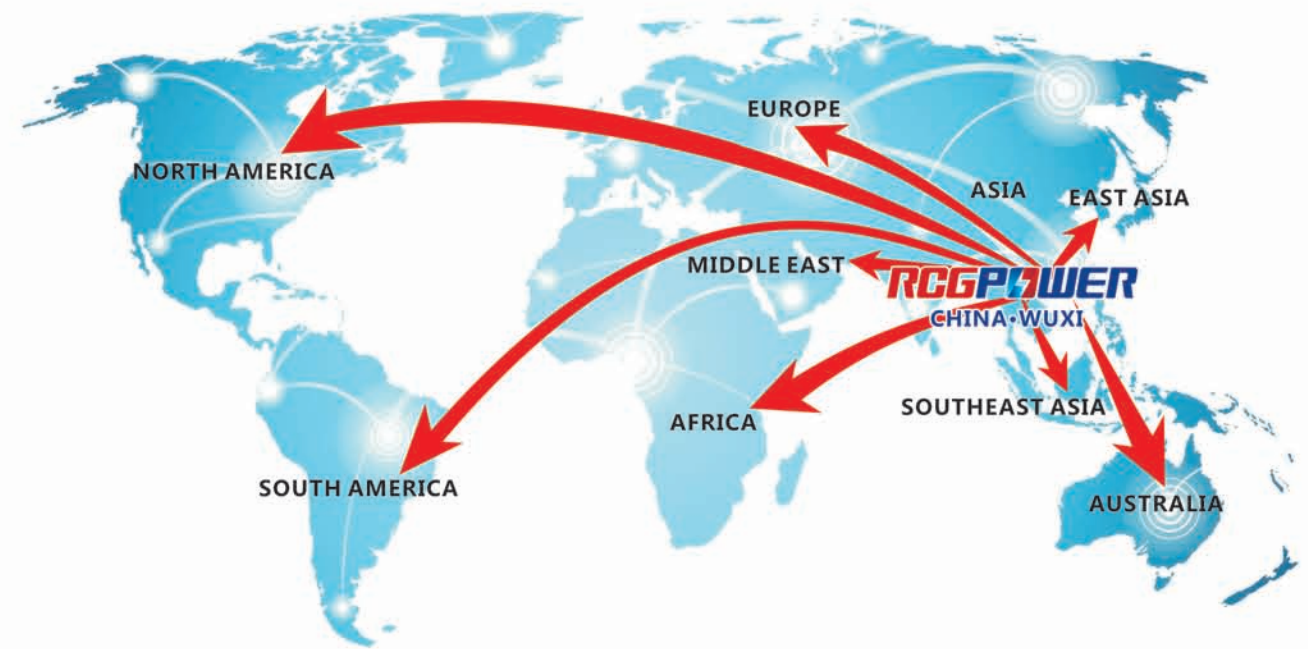 EUROPE
NORTH AMERICA
ASIA
EAST ASIA
MIDDLE EAST
RCGPOWER
CHINA•WUXI
SOUTHEAST ASIA
AFRICA
SOUTH AMERICA
AUSTRALIA